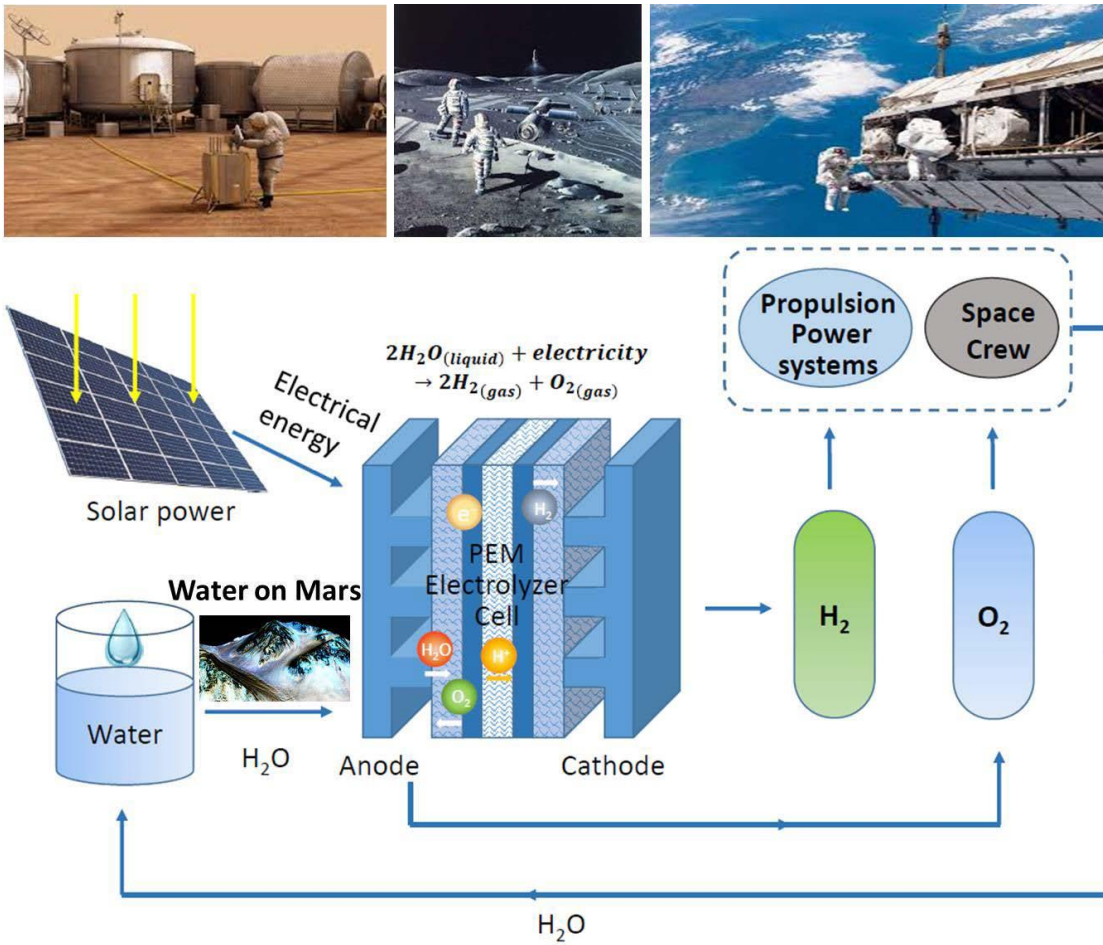 Propulsion
Power
systems
Space
Crew
2H₂O(liquid) + electricity
→ 2H₂(gas) + O₂(gas)
Electrical
energy
Solar power
e⁻
H₂
PEM
Electrolyzer
Cell
Water on Mars
H₂O
H⁺
O₂
H₂
O₂
Water
H₂O
Anode
Cathode
H₂O